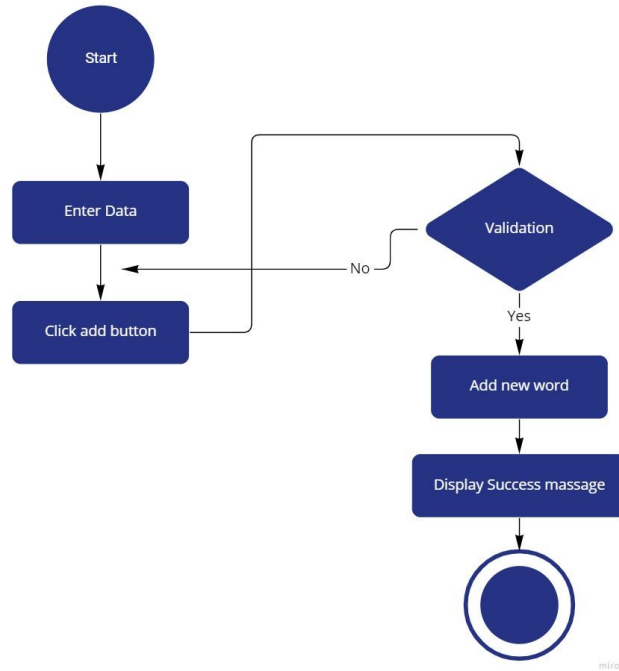 Start
Enter Data
Click add button
Validation
No
Yes
Add new word
Display Success massage
miro